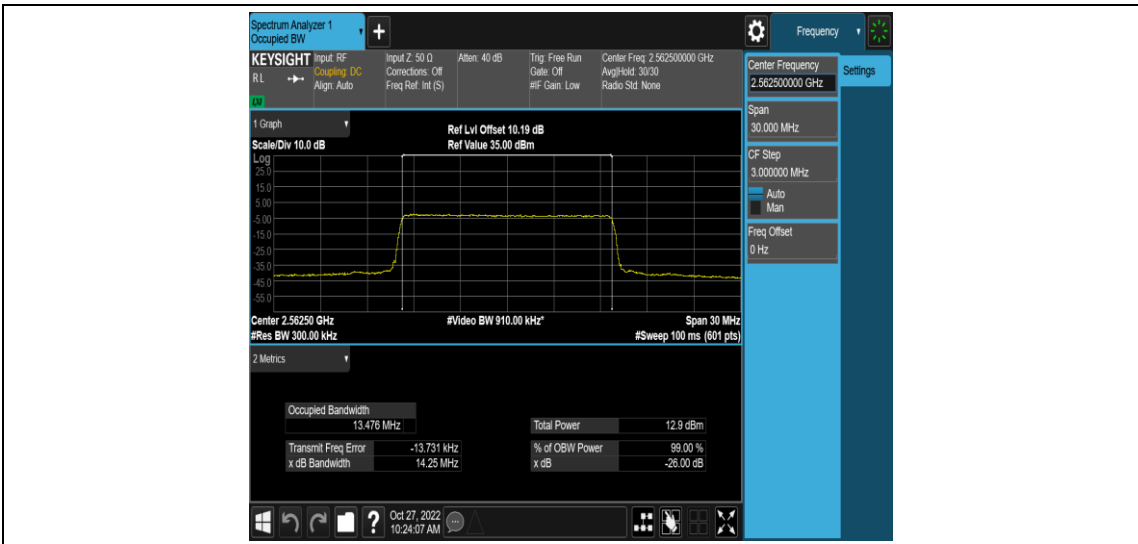 Spectrum Analyzer 1
Occupied BW
+
Frequency
KEYSIGHT
RL
LXI
Input: RF
Coupling: DC
Align: Auto
Input Z: 50 Ω
Corrections: Off
Freq Ref: Int (S)
Atten: 40 dB
Trig: Free Run
Gate: Off
#IF Gain: Low
Center Freq: 2.562500000 GHz
Avg|Hold: 30/30
Radio Std: None
Center Frequency
2.562500000 GHz
Settings
Span
30.000 MHz
CF Step
3.000000 MHz
Auto
Man
Freq Offset
0 Hz
1 Graph
Scale/Div 10.0 dB
Ref Lvl Offset 10.19 dB
Ref Value 35.00 dBm
Log
25.0
15.0
5.00
-5.00
-15.0
-25.0
-35.0
-45.0
-55.0
Center 2.56250 GHz
#Video BW 910.00 kHz*
Span 30 MHz
#Res BW 300.00 kHz
#Sweep 100 ms (601 pts)
2 Metrics
Occupied Bandwidth
13.476 MHz
Total Power 12.9 dBm
Transmit Freq Error -13.731 kHz
% of OBW Power 99.00 %
x dB Bandwidth 14.25 MHz
x dB -26.00 dB
?
Oct 27, 2022
10:24:07 AM